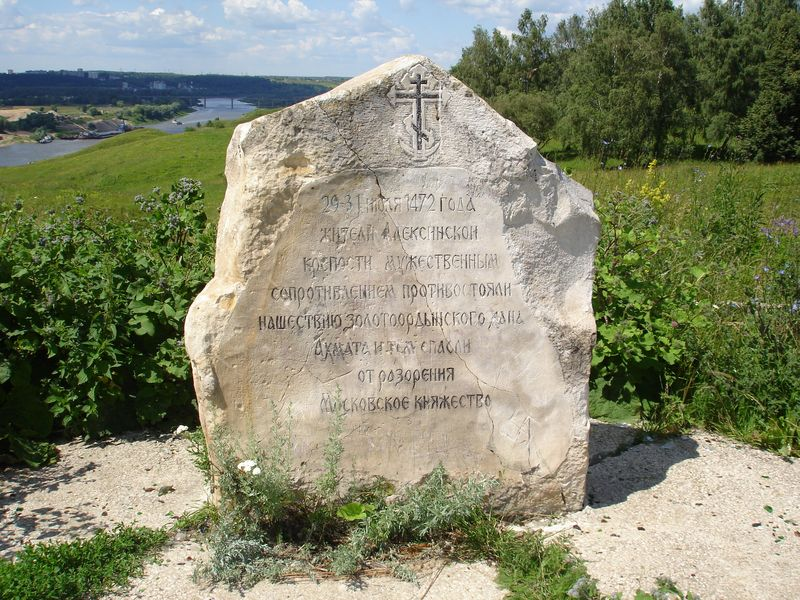 29-31 июля 1472 года
жители Алексинской
крепости мужественным
сопротивлением противостояли
нашествию золотоордынского хана
Ахмата и тем спасли
от разорения
Московское княжество